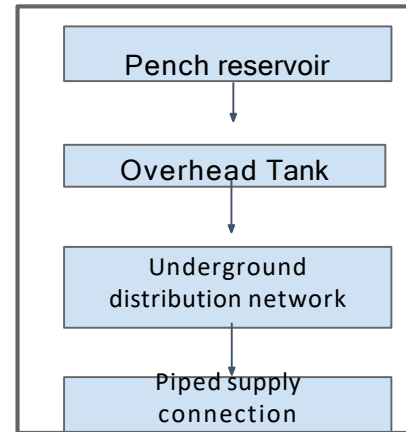 Pench reservoir
Overhead Tank
Underground
distribution network
Piped supply
connection